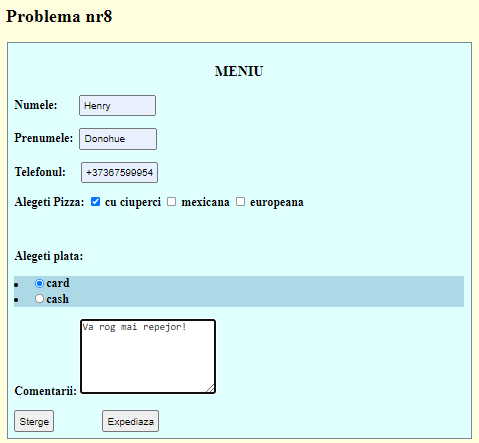 Problema nr8
MENIU
Numele: Henry
Prenumele: Donohue
Telefonul: +37367599954
Alegeti Pizza: cu ciuperci mexicana europeana
Alegeti plata:
card
cash
Va rog mai repejor!
Comentarii:
Sterge Expediaza